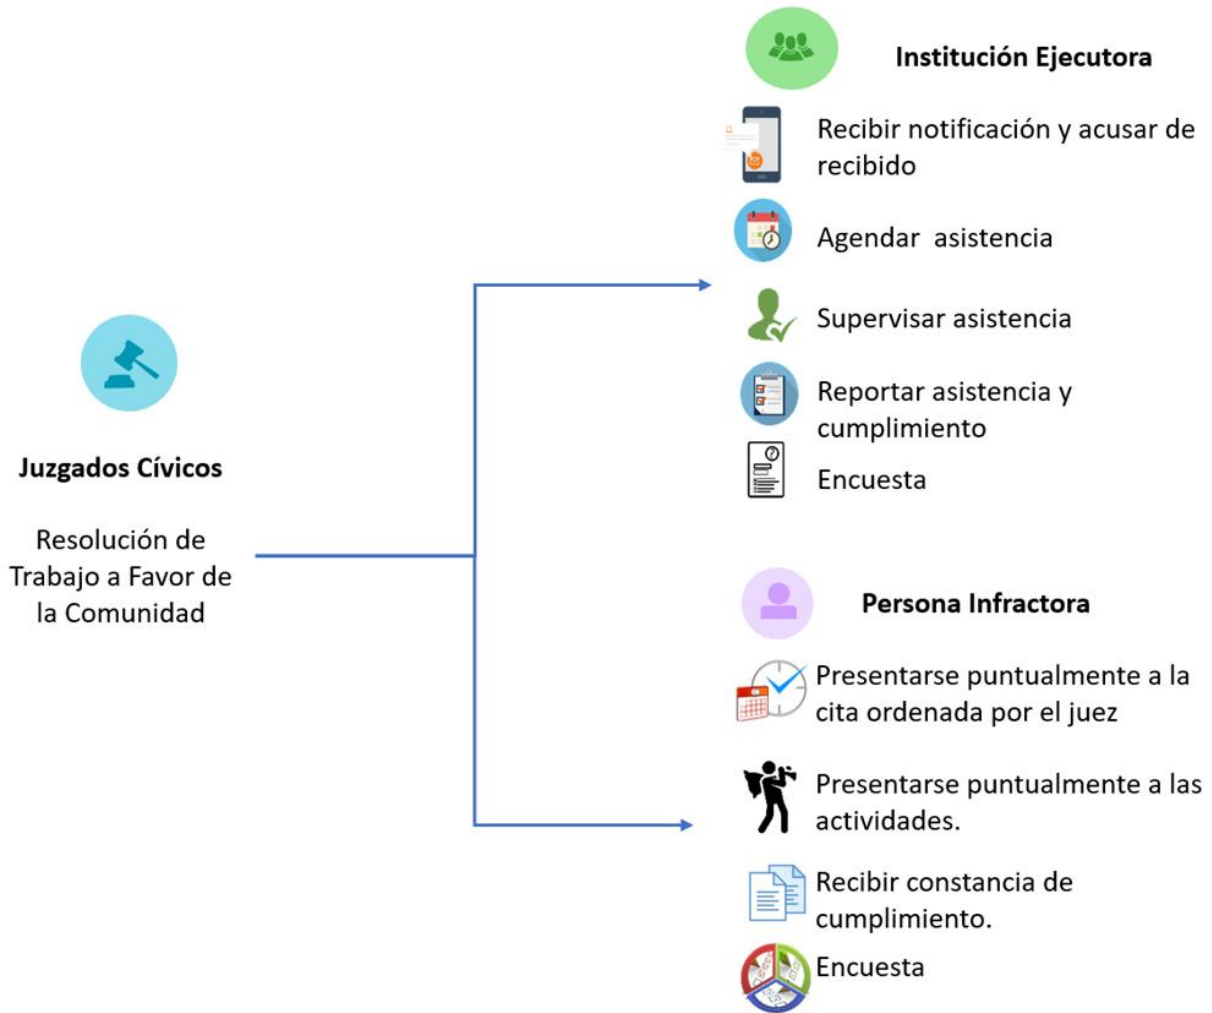 Juzgados Cívicos
Resolución de
Trabajo a Favor de
la Comunidad
Institución Ejecutora
Recibir notificación y acusar de
recibido
Agendar asistencia
Supervisar asistencia
Reportar asistencia y
cumplimiento
Encuesta
Persona Infractora
Presentarse puntualmente a la
cita ordenada por el juez
Presentarse puntualmente a las
actividades.
Recibir constancia de
cumplimiento.
Encuesta